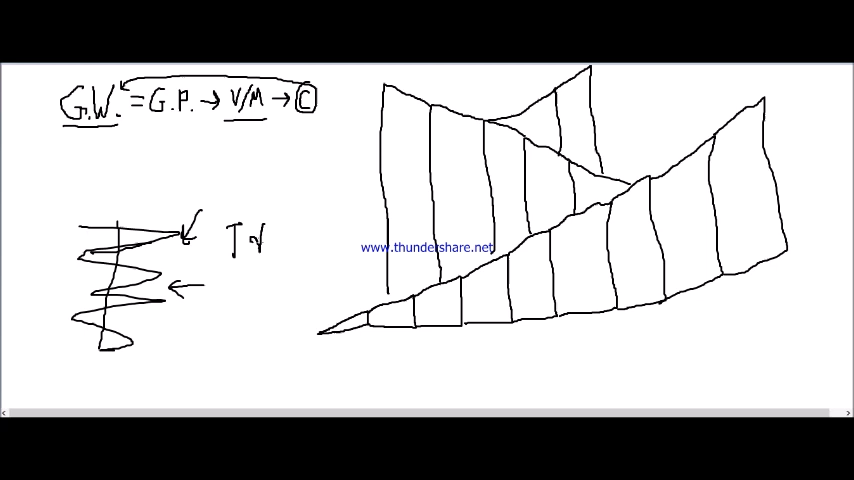 G.W. = G.P. → V/M → C
www.thundershare.net